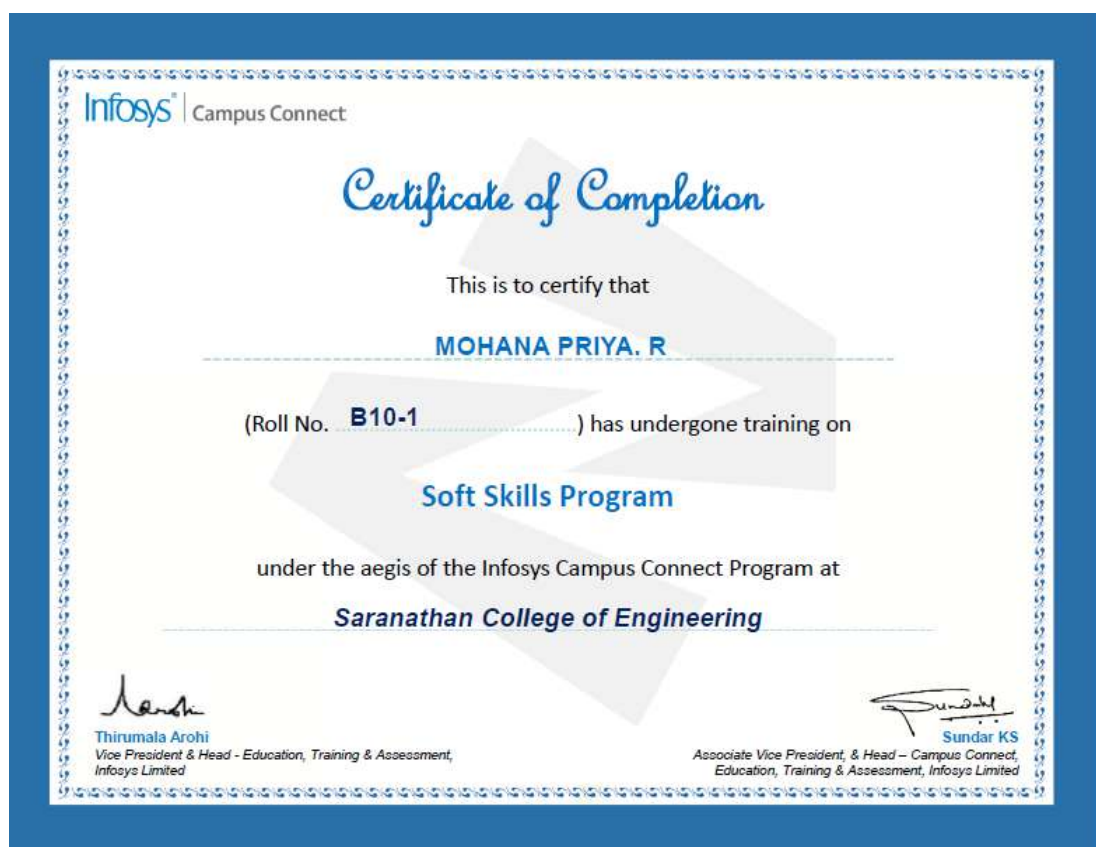 Infosys® | Campus Connect
Certificate of Completion
This is to certify that
MOHANA PRIYA. R
(Roll No. B10-1 ) has undergone training on
Soft Skills Program
under the aegis of the Infosys Campus Connect Program at
Saranathan College of Engineering
Thirumala Arohi
Vice President & Head - Education, Training & Assessment,
Infosys Limited
Sundar KS
Associate Vice President, & Head – Campus Connect,
Education, Training & Assessment, Infosys Limited